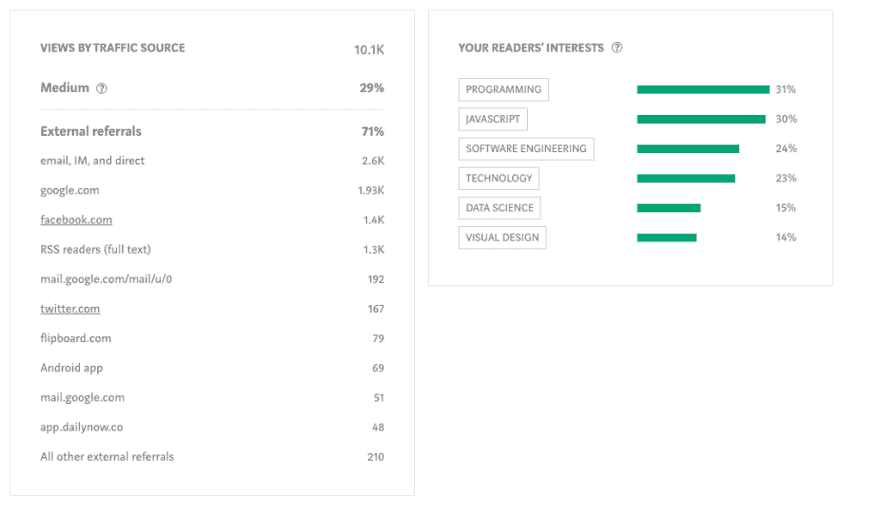 VIEWS BY TRAFFIC SOURCE 10.1K
Medium ? 29%
External referrals 71%
email, IM, and direct 2.6K
google.com 1.93K
facebook.com 1.4K
RSS readers (full text) 1.3K
mail.google.com/mail/u/0 192
twitter.com 167
flipboard.com 79
Android app 69
mail.google.com 51
app.dailynow.co 48
All other external referrals 210
YOUR READERS' INTERESTS ?
PROGRAMMING 31%
JAVASCRIPT 30%
SOFTWARE ENGINEERING 24%
TECHNOLOGY 23%
DATA SCIENCE 15%
VISUAL DESIGN 14%